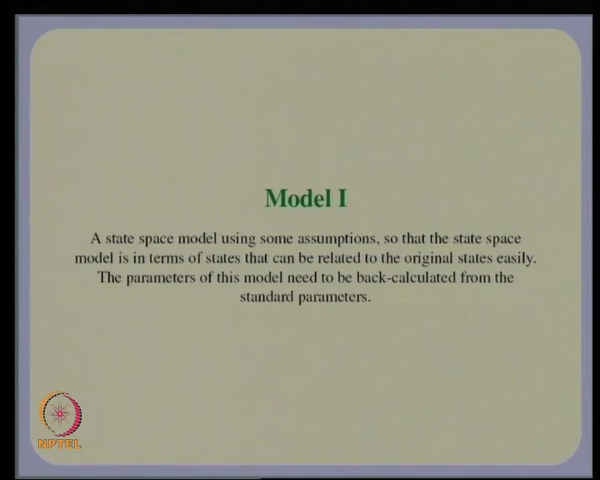 Model I
A state space model using some assumptions, so that the state space
model is in terms of states that can be related to the original states easily.
The parameters of this model need to be back-calculated from the
standard parameters.
NPTEL